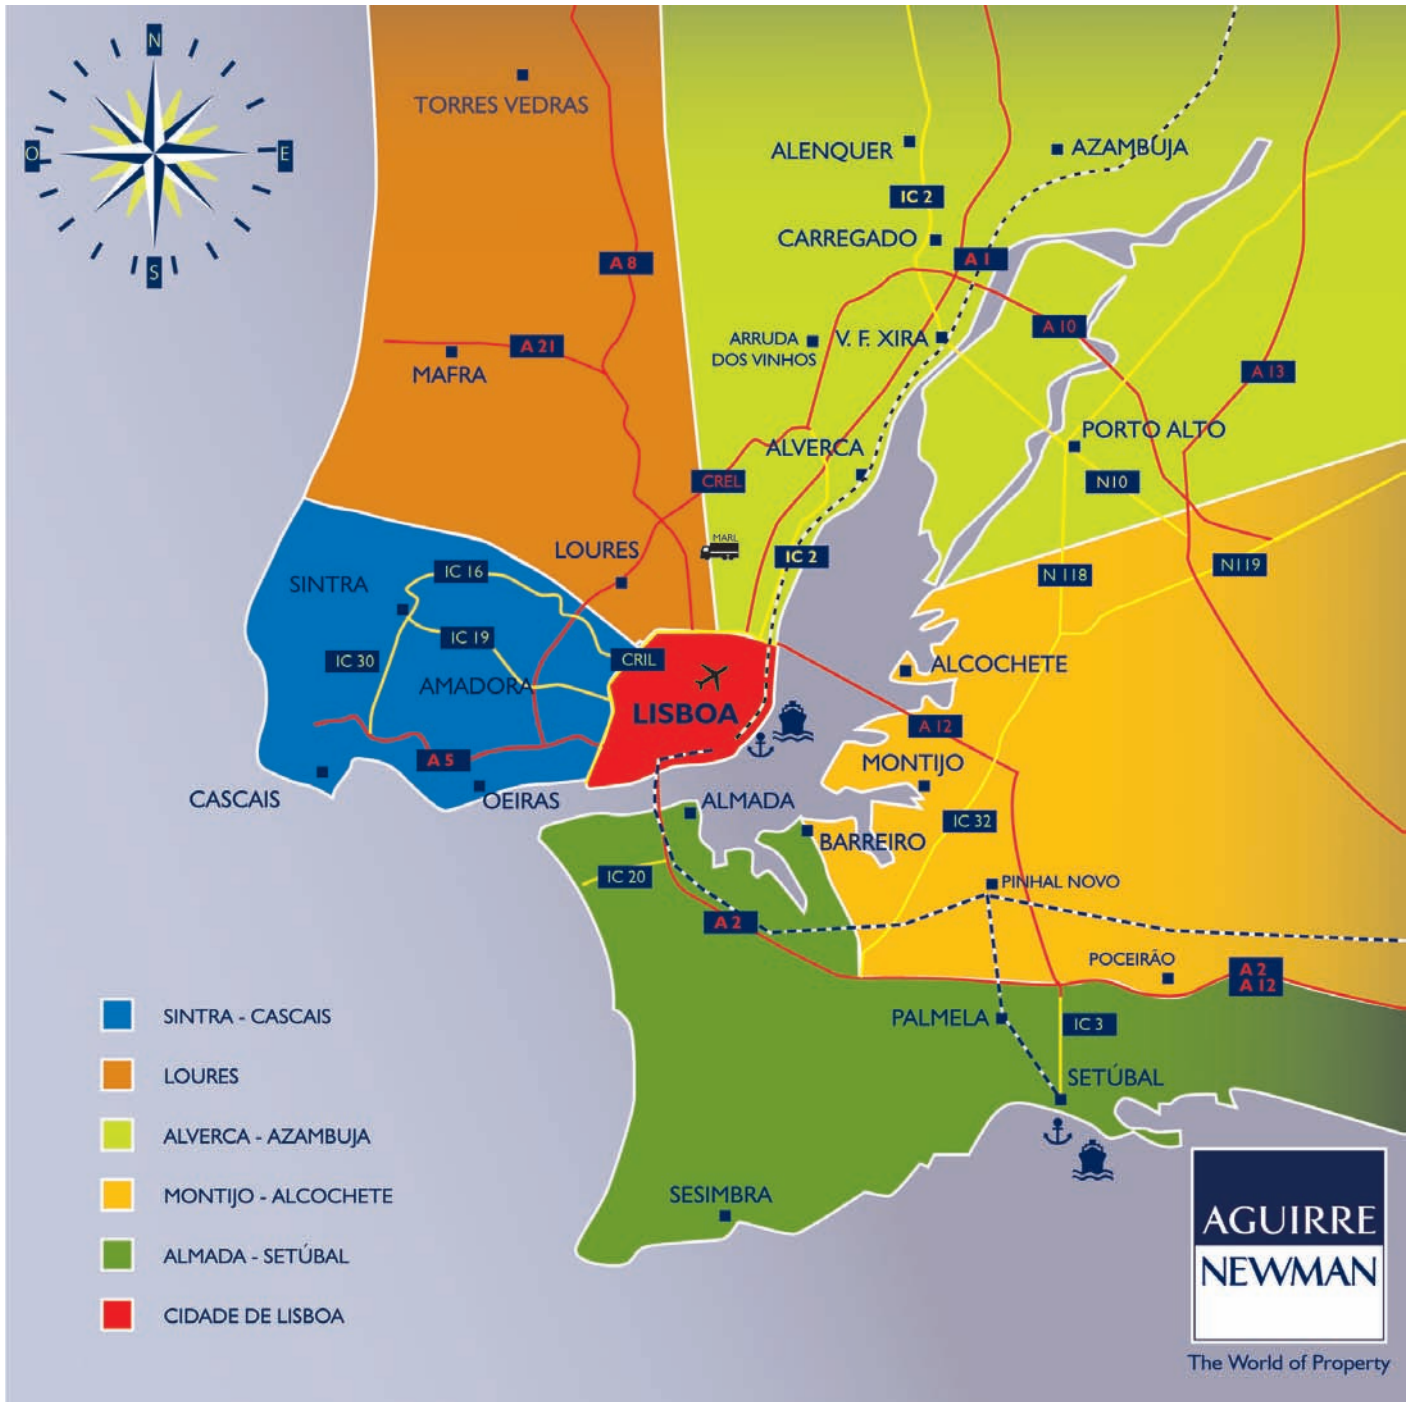 N
TORRES VEDRAS
ALENQUER
AZAMBUJA
O
E
IC 2
CARREGADO
A 1
S
A 8
A 10
ARRUDA
DOS VINHOS
V. F. XIRA
A 21
MAFRA
A 13
PORTO ALTO
ALVERCA
CREL
N10
MARL
LOURES
IC 2
N 118
N119
IC 16
SINTRA
IC 19
IC 30
CRIL
ALCOCHETE
AMADORA
LISBOA
A 12
A 5
MONTIJO
CASCAIS
OEIRAS
ALMADA
IC 32
BARREIRO
IC 20
PINHAL NOVO
A 2
POCEIRÃO
A 2
A 12
SINTRA - CASCAIS
PALMELA
IC 3
LOURES
SETÚBAL
ALVERCA - AZAMBUJA
MONTIJO - ALCOCHETE
SESIMBRA
ALMADA - SETÚBAL
CIDADE DE LISBOA
AGUIRRE
NEWMAN
The World of Property